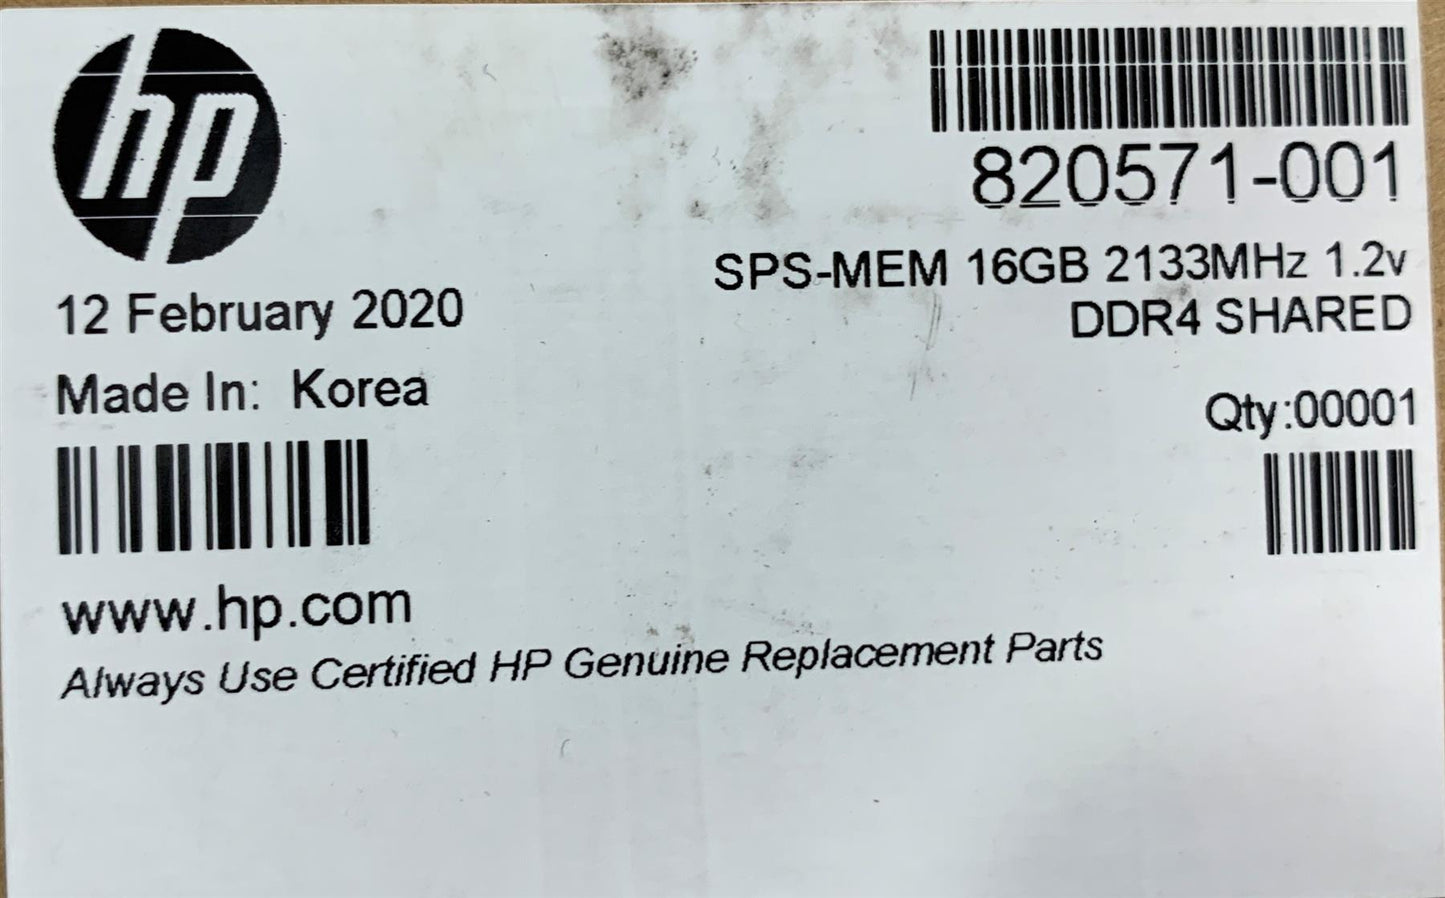 hp
820571-001
SPS-MEM 16GB 2133MHz 1.2v
DDR4 SHARED
12 February 2020
Made In: Korea
Qty:00001
www.hp.com
Always Use Certified HP Genuine Replacement Parts